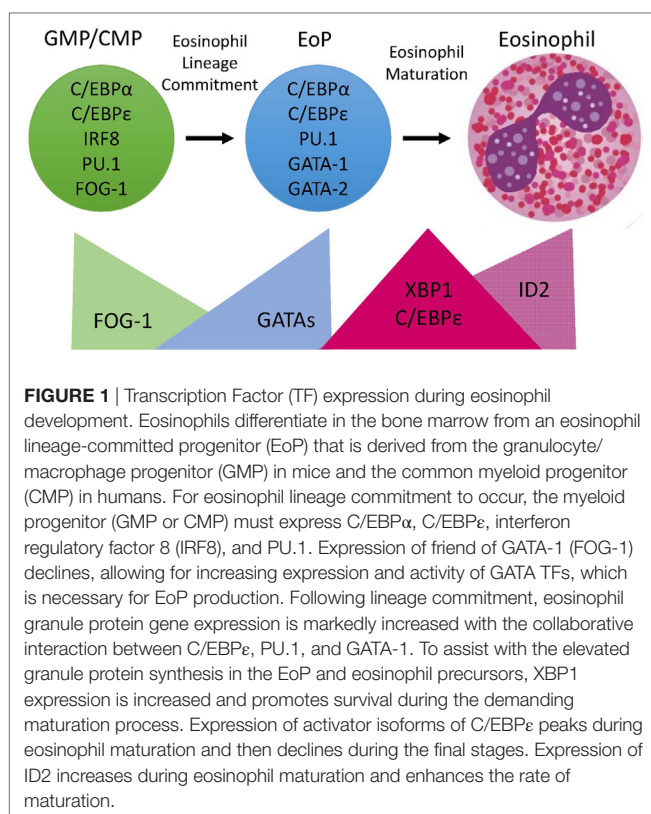 GMP/CMP
Eosinophil
Lineage
Commitment
EoP
Eosinophil
Maturation
Eosinophil
C/EBPα
C/EBPε
IRF8
PU.1
FOG-1
C/EBPα
C/EBPε
PU.1
GATA-1
GATA-2
FOG-1
GATAs
XBP1
C/EBPε
ID2
FIGURE 1 | Transcription Factor (TF) expression during eosinophil
development. Eosinophils differentiate in the bone marrow from an eosinophil
lineage-committed progenitor (EoP) that is derived from the granulocyte/
macrophage progenitor (GMP) in mice and the common myeloid progenitor
(CMP) in humans. For eosinophil lineage commitment to occur, the myeloid
progenitor (GMP or CMP) must express C/EBPα, C/EBPε, interferon
regulatory factor 8 (IRF8), and PU.1. Expression of friend of GATA-1 (FOG-1)
declines, allowing for increasing expression and activity of GATA TFs, which
is necessary for EoP production. Following lineage commitment, eosinophil
granule protein gene expression is markedly increased with the collaborative
interaction between C/EBPε, PU.1, and GATA-1. To assist with the elevated
granule protein synthesis in the EoP and eosinophil precursors, XBP1
expression is increased and promotes survival during the demanding
maturation process. Expression of activator isoforms of C/EBPε peaks during
eosinophil maturation and then declines during the final stages. Expression of
ID2 increases during eosinophil maturation and enhances the rate of
maturation.